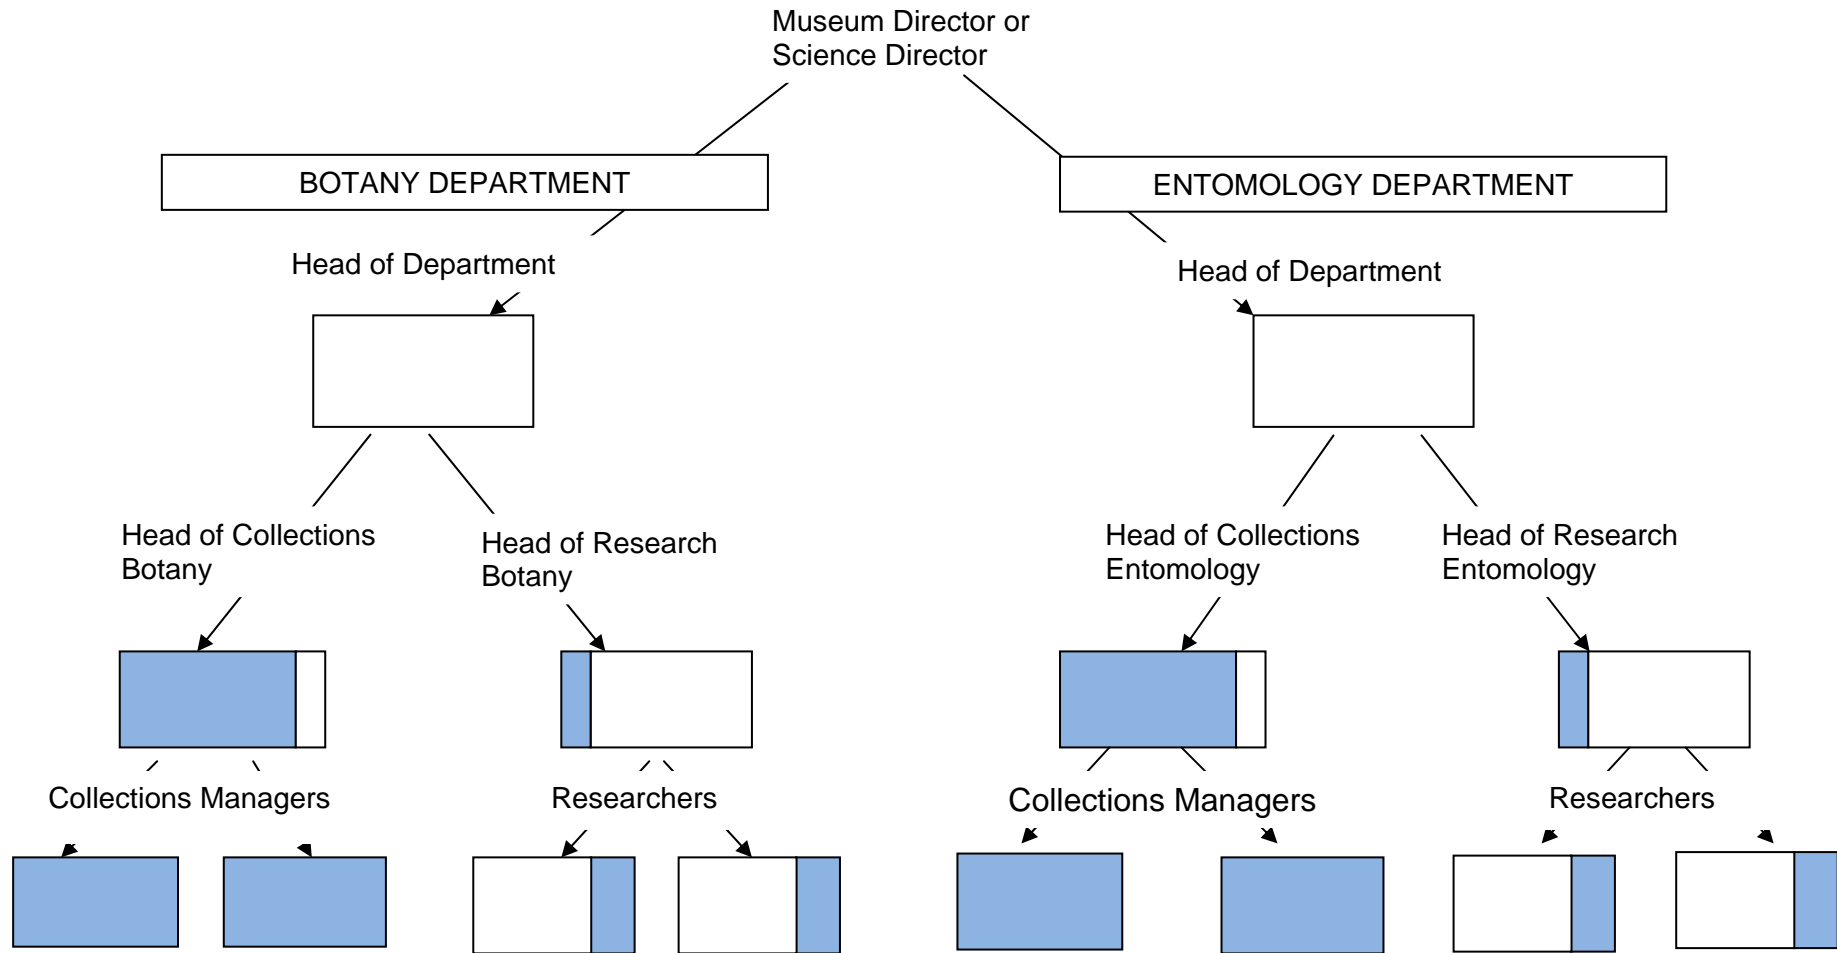 Museum Director or
Science Director
BOTANY DEPARTMENT
ENTOMOLOGY DEPARTMENT
Head of Department
Head of Department
Head of Collections
Botany
Head of Research
Botany
Head of Collections
Entomology
Head of Research
Entomology
Collections Managers
Researchers
Collections Managers
Researchers